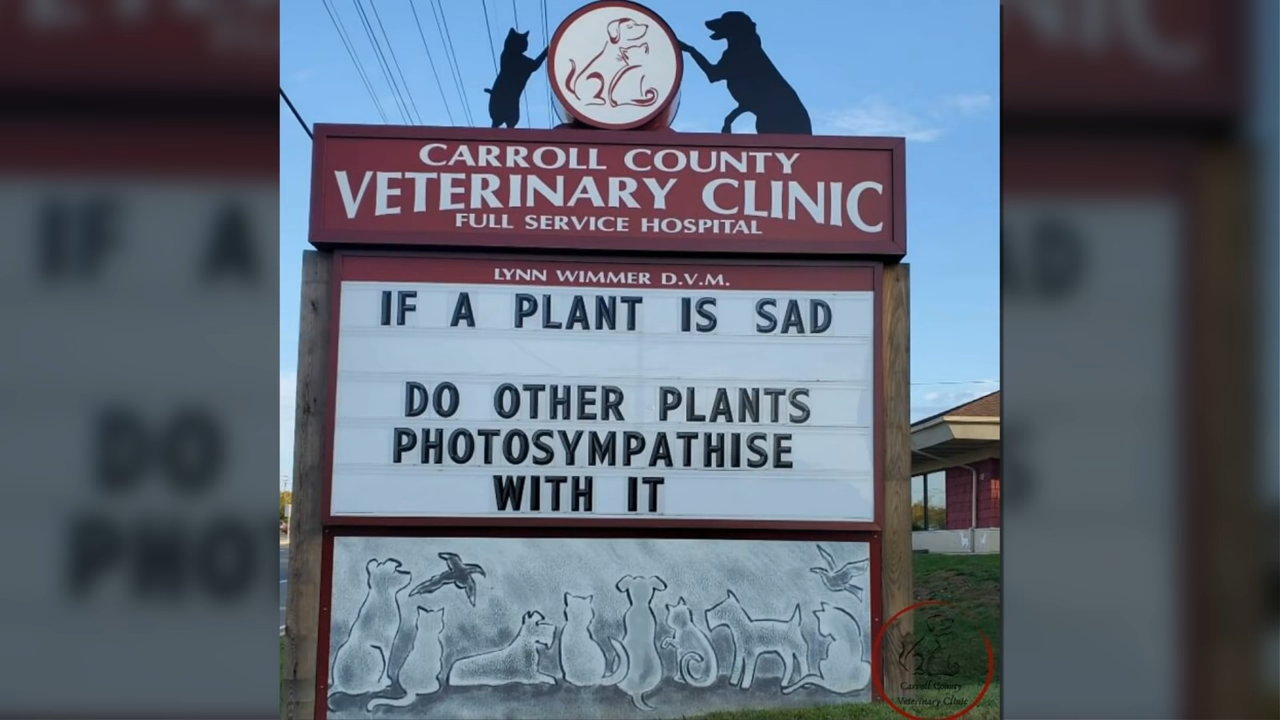 CARROLL COUNTY
VETERINARY CLINIC
FULL SERVICE HOSPITAL
LYNN WIMMER D.V.M.
IF A PLANT IS SAD
DO OTHER PLANTS
PHOTOSYMPATHISE
WITH IT
Carroll County
Veterinary Clinic